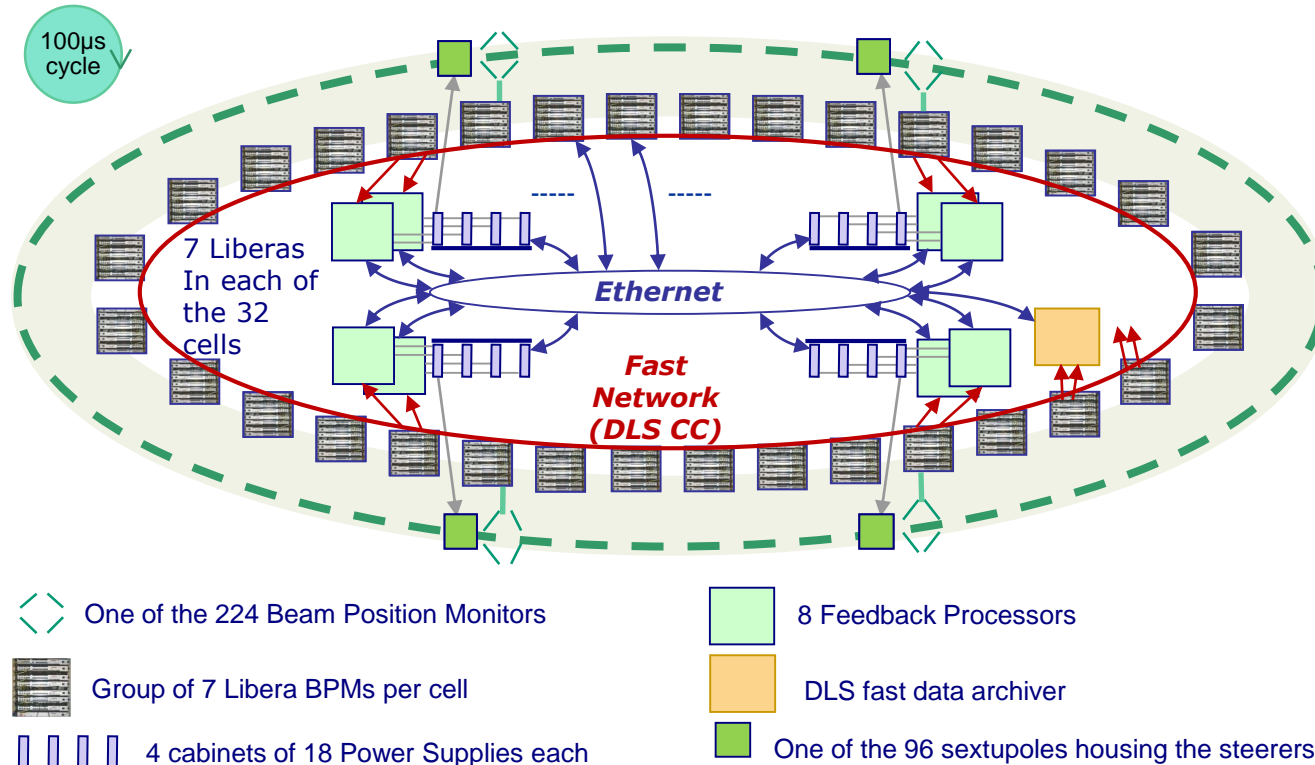 100µs
cycle
-----
-----
7 Liberas
In each of
the 32
cells
Ethernet
Fast
Network
(DLS CC)
One of the 224 Beam Position Monitors
8 Feedback Processors
Group of 7 Libera BPMs per cell
DLS fast data archiver
4 cabinets of 18 Power Supplies each
One of the 96 sextupoles housing the steerers